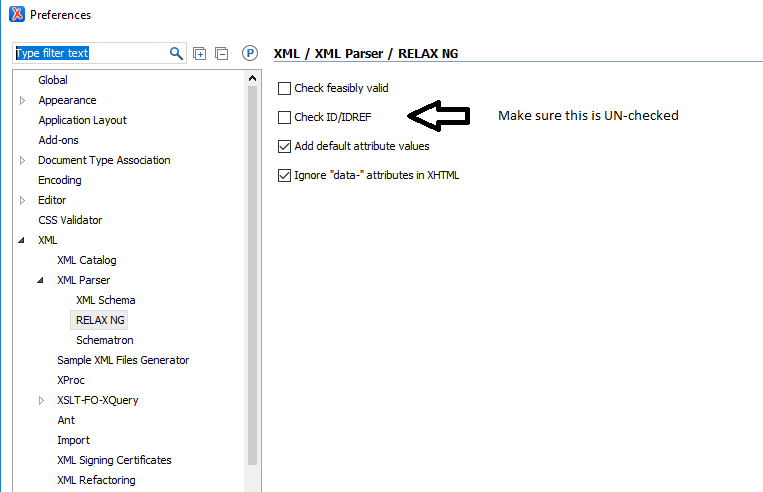 Preferences
Type filter text
P
XML / XML Parser / RELAX NG
Global
Appearance
Application Layout
Add-ons
Document Type Association
Encoding
Editor
CSS Validator
XML
XML Catalog
XML Parser
XML Schema
RELAX NG
Schematron
Sample XML Files Generator
XProc
XSLT-FO-XQuery
Ant
Import
XML Signing Certificates
XML Refactoring
Check feasibly valid
Check ID/IDREF
Make sure this is UN-checked
Add default attribute values
Ignore "data-" attributes in XHTML